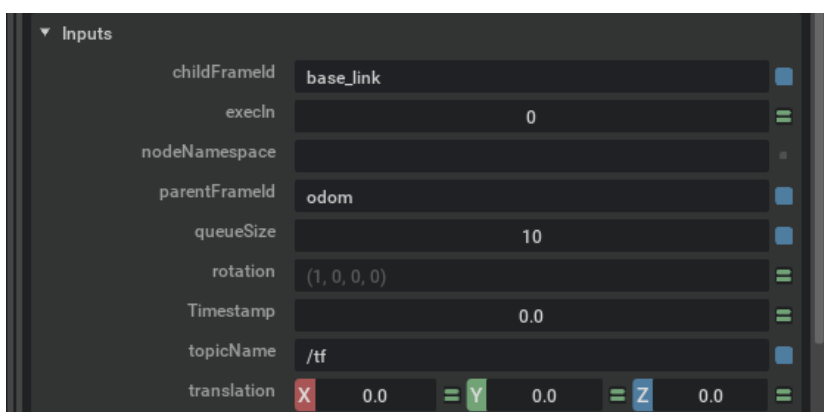 Inputs
childFrameId base_link
execIn 0
nodeNamespace
parentFrameId odom
queueSize 10
rotation (1, 0, 0, 0)
Timestamp 0.0
topicName /tf
translation X 0.0 Y 0.0 Z 0.0